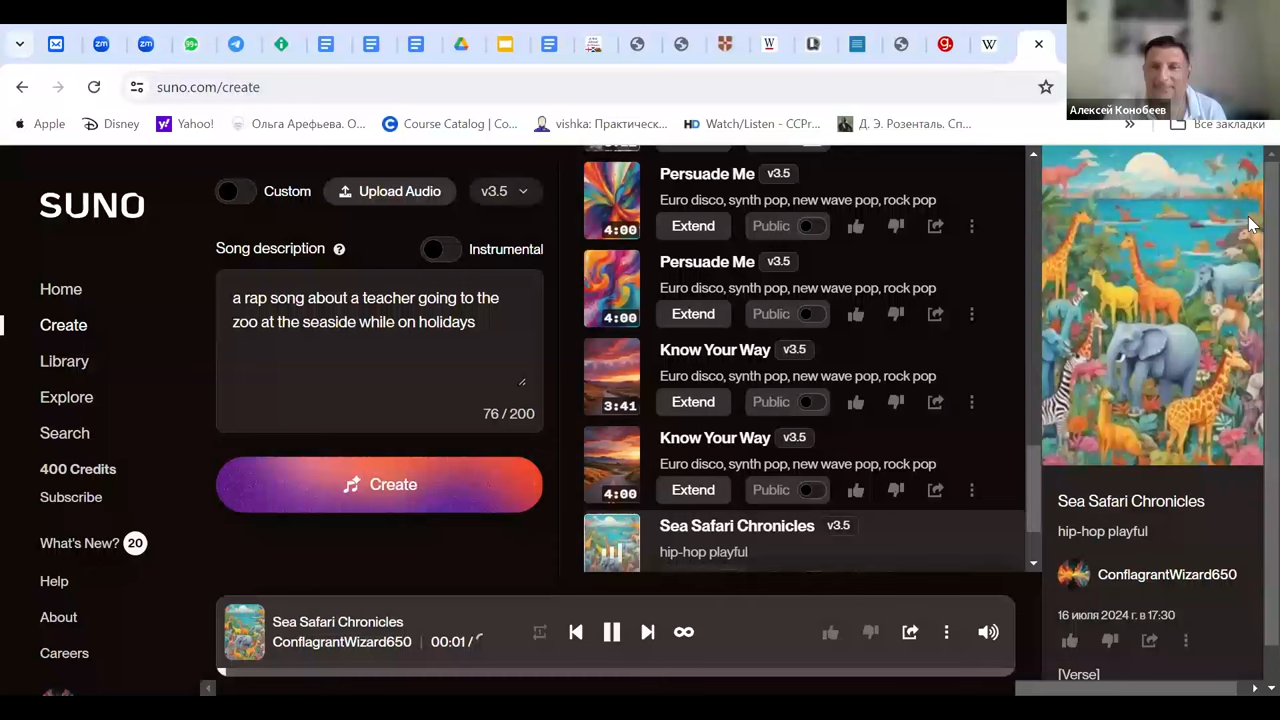 suno.com/create
Алексей Конобеев
Apple
Disney
Yahoo!
Ольга Арефьева. О...
Course Catalog | Co...
vishka: Практическ...
Watch/Listen - CCPr...
Д. Э. Розенталь. Сп...
Все закладки
SUNO
Home
Create
Library
Explore
Search
400 Credits
Subscribe
What's New? 20
Help
About
Careers
Custom
Upload Audio
v3.5
Song description
Instrumental
a rap song about a teacher going to the
zoo at the seaside while on holidays
76 / 200
Create
Persuade Me v3.5
Euro disco, synth pop, new wave pop, rock pop
4:00
Extend
Public
Persuade Me v3.5
Euro disco, synth pop, new wave pop, rock pop
4:00
Extend
Public
Know Your Way v3.5
Euro disco, synth pop, new wave pop, rock pop
3:41
Extend
Public
Know Your Way v3.5
Euro disco, synth pop, new wave pop, rock pop
4:00
Extend
Public
Sea Safari Chronicles v3.5
hip-hop playful
Sea Safari Chronicles
ConflagrantWizard650 00:01 /
Sea Safari Chronicles
hip-hop playful
ConflagrantWizard650
16 июля 2024 г. в 17:30
[Verse]